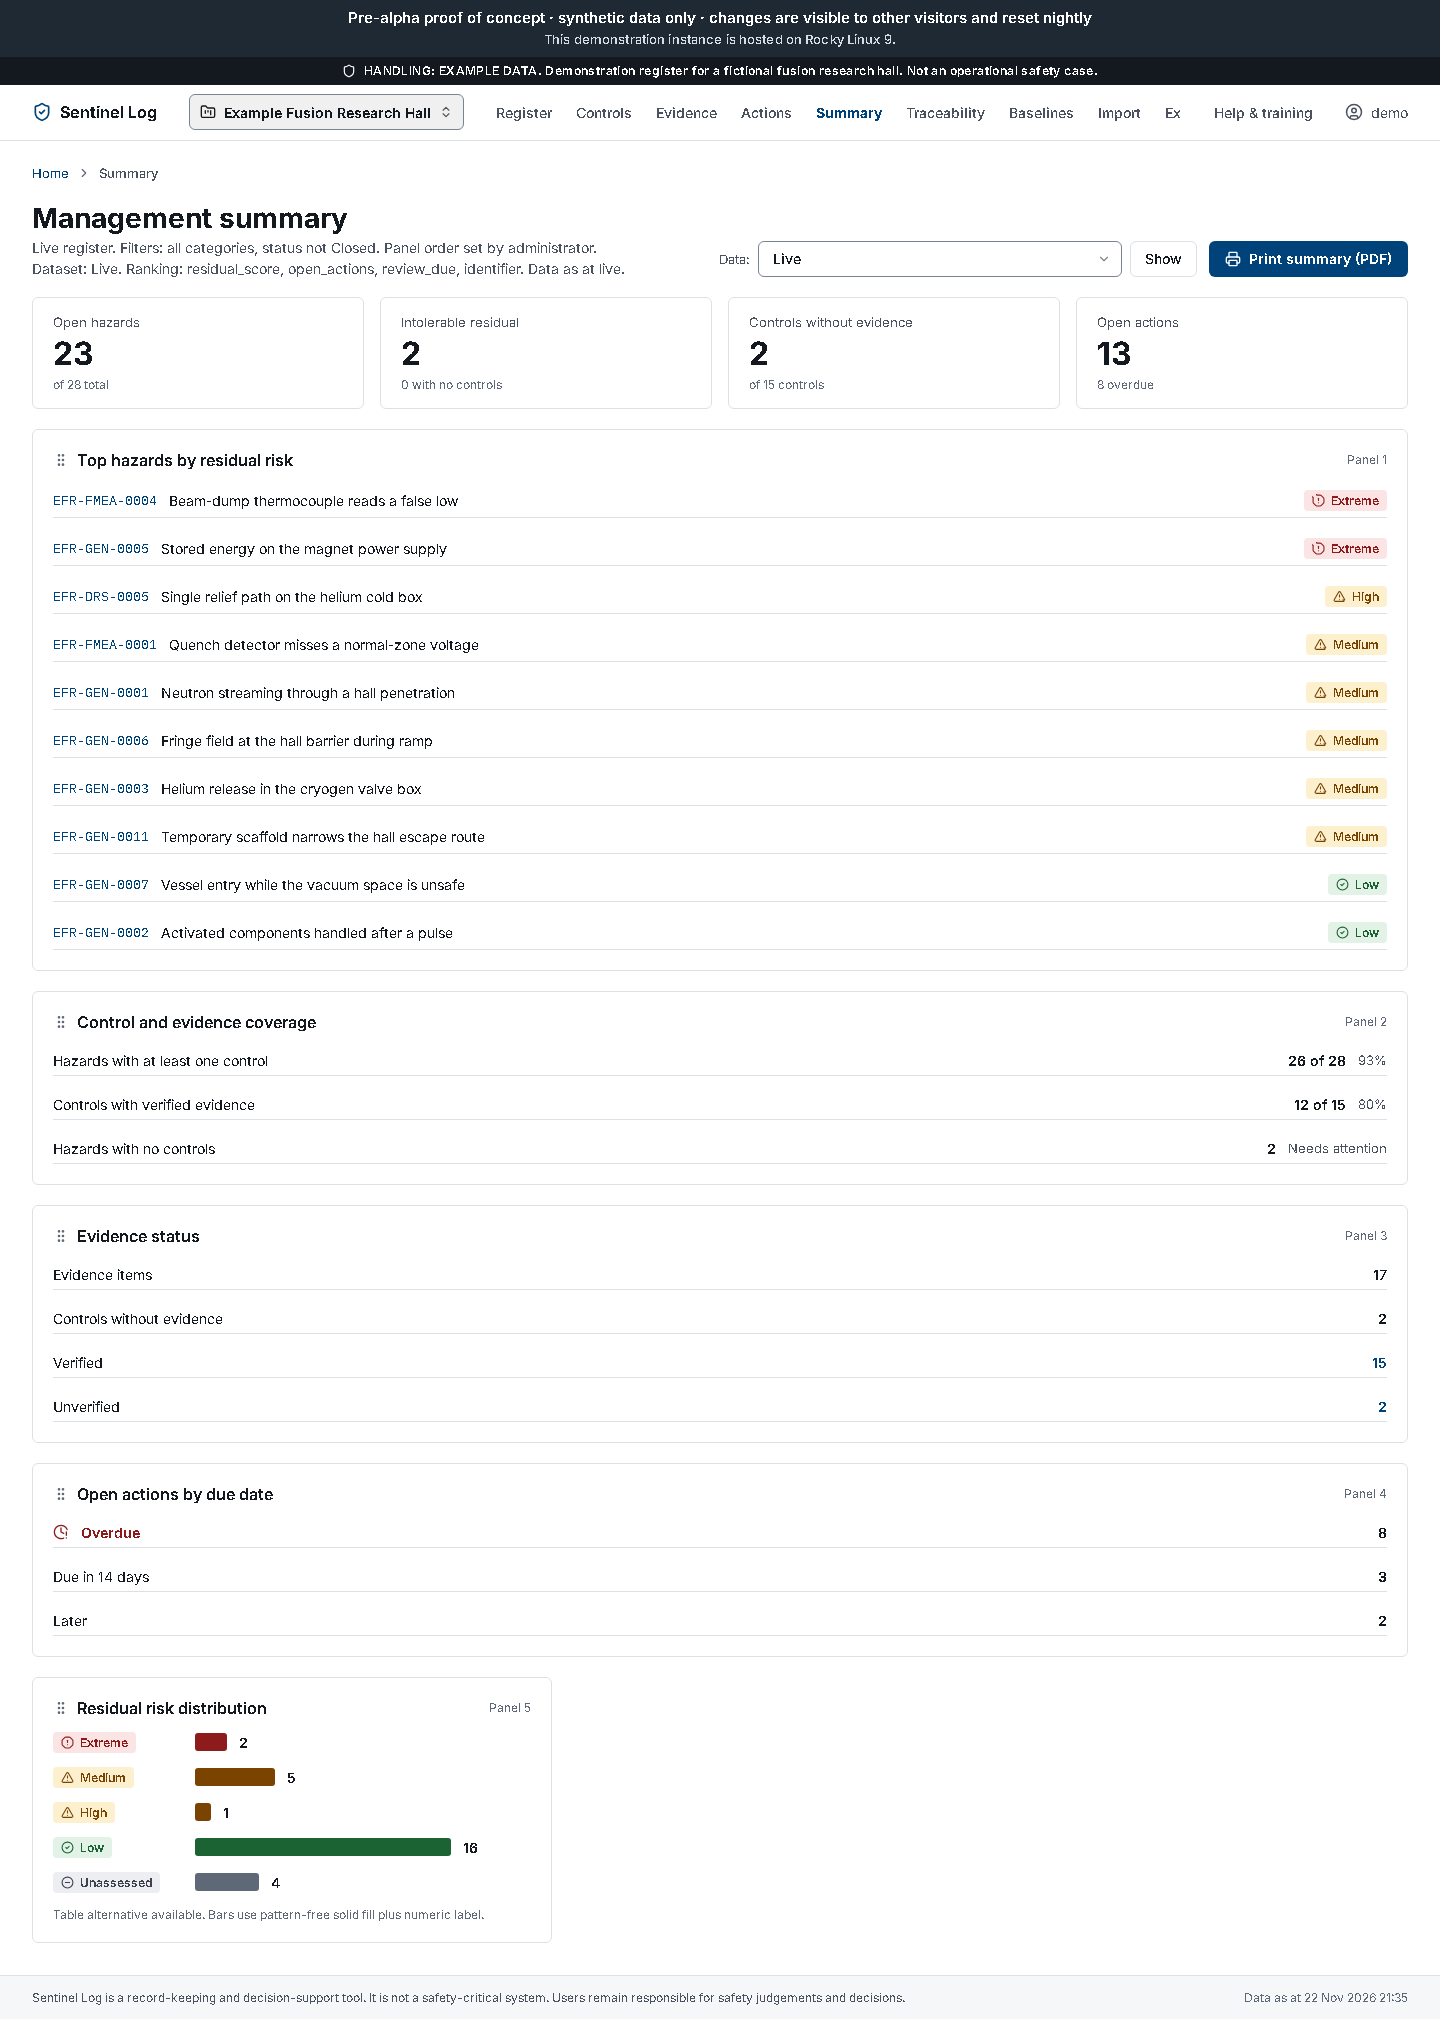 Pre-alpha proof of concept · synthetic data only · changes are visible to other visitors and reset nightly
This demonstration instance is hosted on Rocky Linux 9.
HANDLING: EXAMPLE DATA. Demonstration register for a fictional fusion research hall. Not an operational safety case.
Sentinel Log Example Fusion Research Hall Register Controls Evidence Actions Summary Traceability Baselines Import Ex Help & training demo
Home > Summary
Management summary
Live register. Filters: all categories, status not Closed. Panel order set by administrator.
Dataset: Live. Ranking: residual_score, open_actions, review_due, identifier. Data as at live.
Data: Live Show Print summary (PDF)
Open hazards
23
of 28 total
Intolerable residual
2
0 with no controls
Controls without evidence
2
of 15 controls
Open actions
13
8 overdue
Top hazards by residual risk Panel 1
EFR-FMEA-0004 Beam-dump thermocouple reads a false low Extreme
EFR-GEN-0005 Stored energy on the magnet power supply Extreme
EFR-DRS-0005 Single relief path on the helium cold box High
EFR-FMEA-0001 Quench detector misses a normal-zone voltage Medium
EFR-GEN-0001 Neutron streaming through a hall penetration Medium
EFR-GEN-0006 Fringe field at the hall barrier during ramp Medium
EFR-GEN-0003 Helium release in the cryogen valve box Medium
EFR-GEN-0011 Temporary scaffold narrows the hall escape route Medium
EFR-GEN-0007 Vessel entry while the vacuum space is unsafe Low
EFR-GEN-0002 Activated components handled after a pulse Low
Control and evidence coverage Panel 2
Hazards with at least one control 26 of 28 93%
Controls with verified evidence 12 of 15 80%
Hazards with no controls 2 Needs attention
Evidence status Panel 3
Evidence items 17
Controls without evidence 2
Verified 15
Unverified 2
Open actions by due date Panel 4
Overdue 8
Due in 14 days 3
Later 2
Residual risk distribution Panel 5
Extreme 2
Medium 5
High 1
Low 16
Unassessed 4
Table alternative available. Bars use pattern-free solid fill plus numeric label.
Sentinel Log is a record-keeping and decision-support tool. It is not a safety-critical system. Users remain responsible for safety judgements and decisions. Data as at 22 Nov 2026 21:35